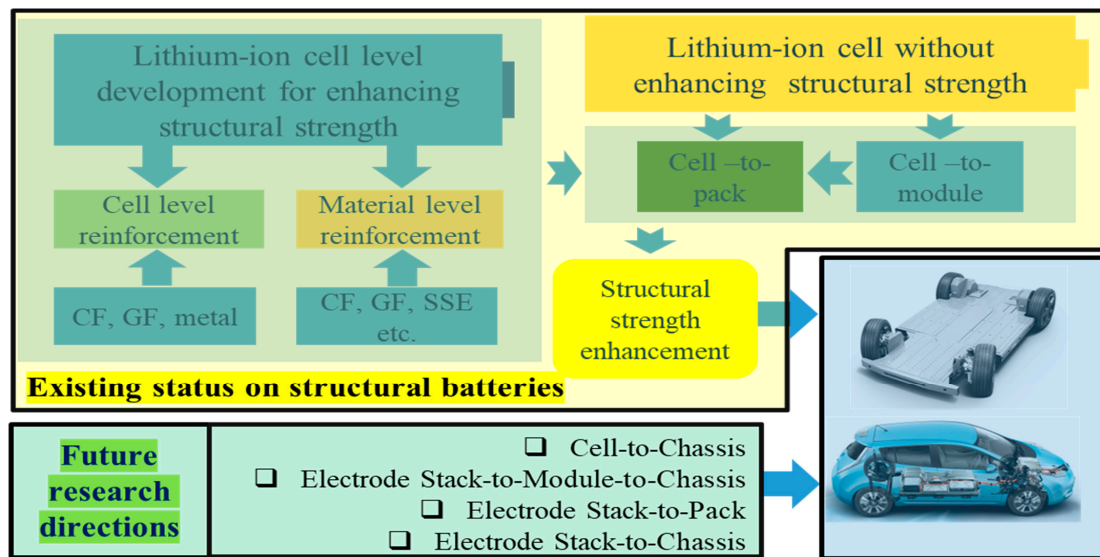 Lithium-ion cell level
development for enhancing
structural strength
Lithium-ion cell without
enhancing structural strength
Cell –to-
pack
Cell –to-
module
Cell level
reinforcement
Material level
reinforcement
CF, GF, metal
CF, GF, SSE
etc.
Structural
strength
enhancement
Existing status on structural batteries
Future
research
directions
❑ Cell-to-Chassis
❑ Electrode Stack-to-Module-to-Chassis
❑ Electrode Stack-to-Pack
❑ Electrode Stack-to-Chassis